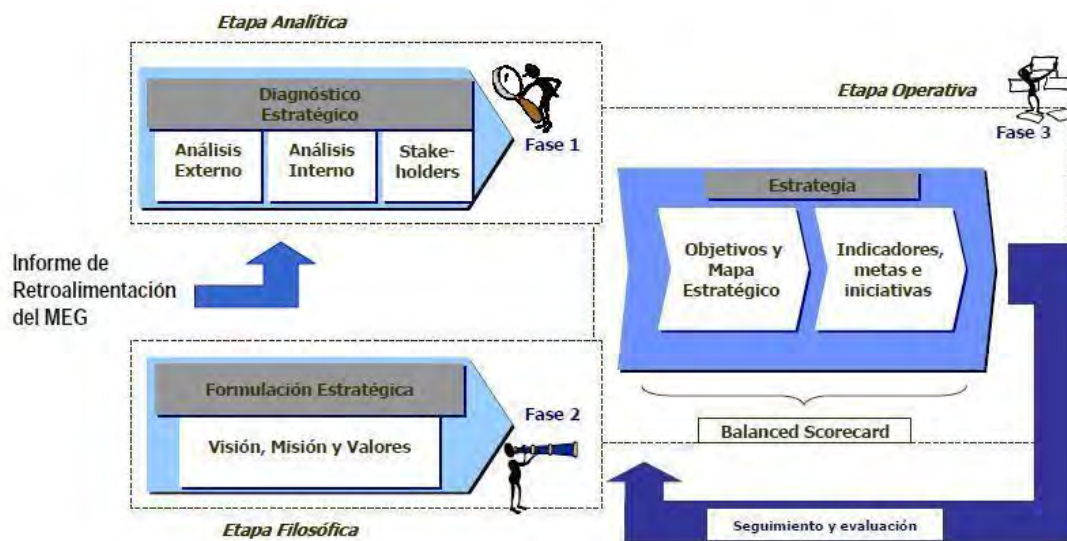 Etapa Analítica
Diagnóstico
Estratégico
Análisis
Externo
Análisis
Interno
Stake-
holders
Fase 1
Etapa Operativa
Fase 3
Estrategia
Objetivos y
Mapa
Estratégico
Indicadores,
metas e
iniciativas
Balanced Scorecard
Informe de
Retroalimentación
del MEG
Formulación Estratégica
Visión, Misión y Valores
Fase 2
Etapa Filosófica
Seguimiento y evaluación